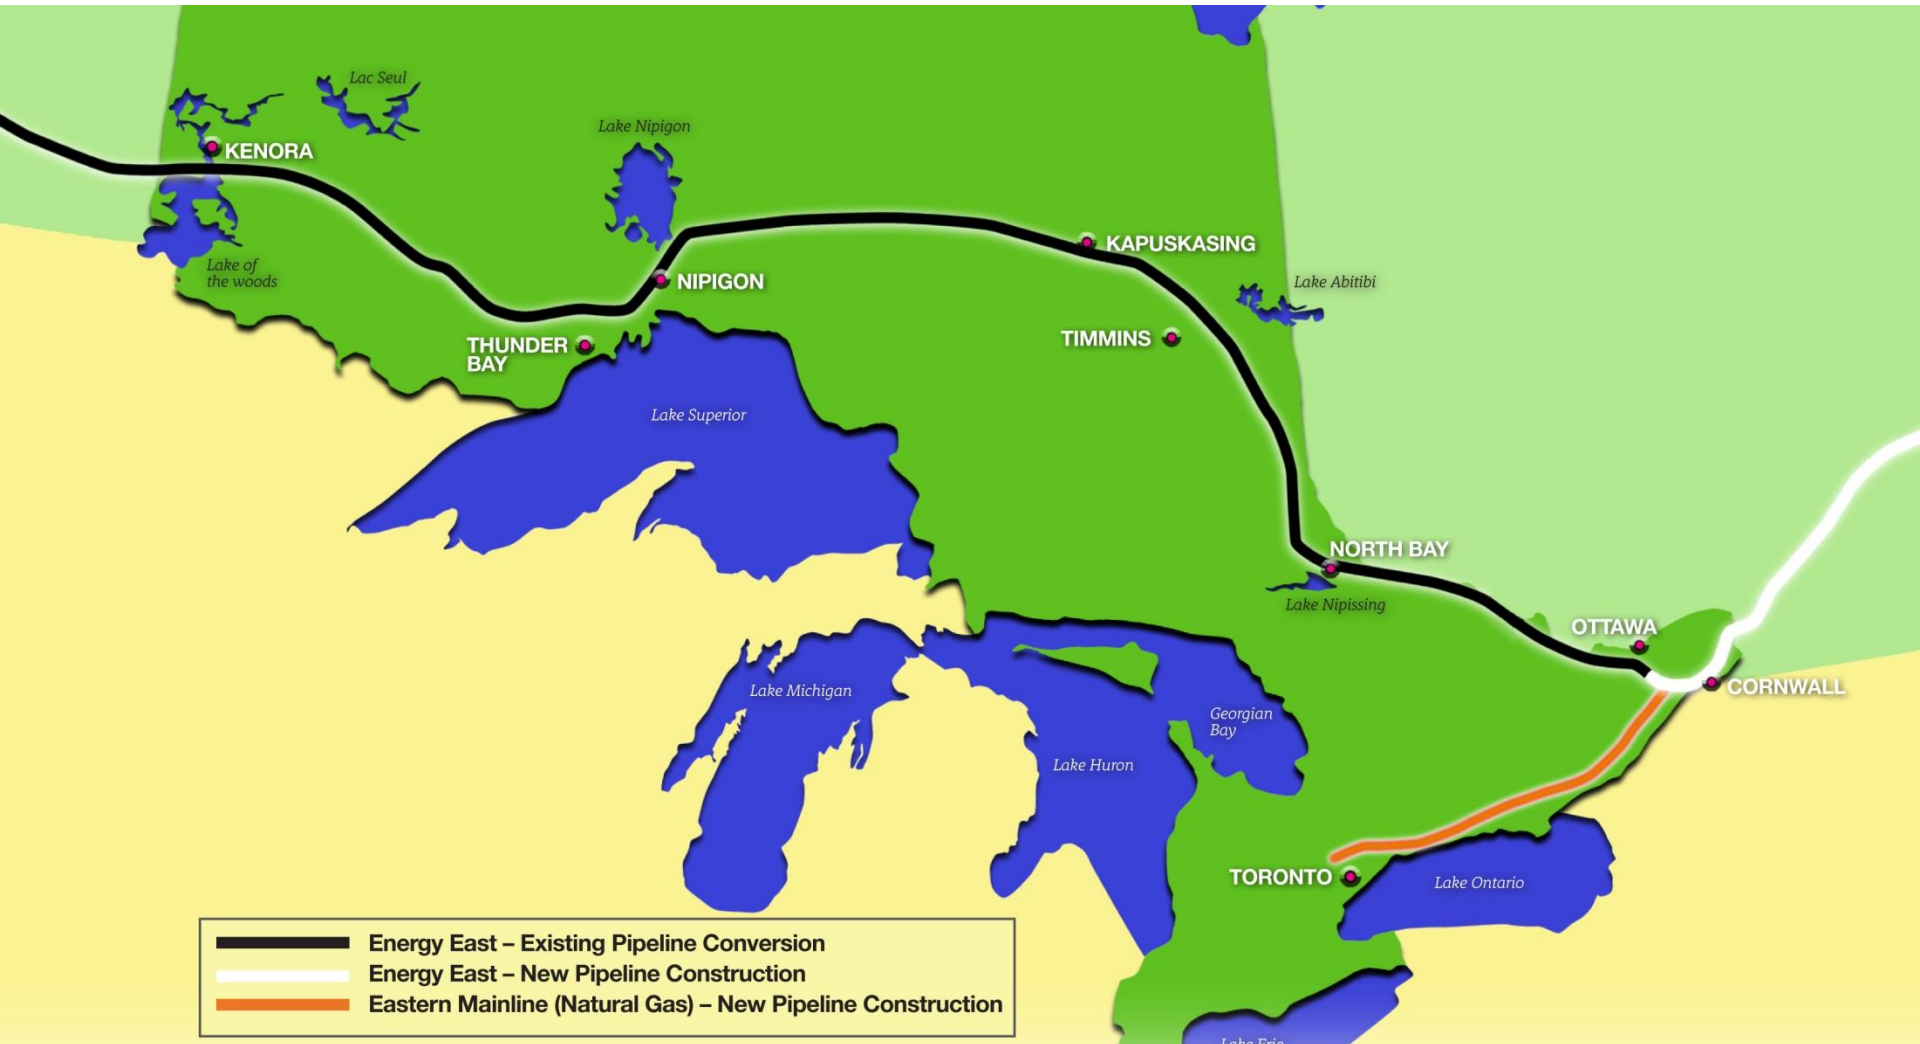 Lac Seul
Lake Nipigon
KENORA
KAPUSKASING
Lake of
the woods
NIPIGON
Lake Abitibi
THUNDER
BAY
TIMMINS
Lake Superior
NORTH BAY
Lake Nipissing
OTTAWA
CORNWALL
Lake Michigan
Georgian
Bay
Lake Huron
TORONTO
Lake Ontario
Energy East – Existing Pipeline Conversion
Energy East – New Pipeline Construction
Eastern Mainline (Natural Gas) – New Pipeline Construction
Lake Erie